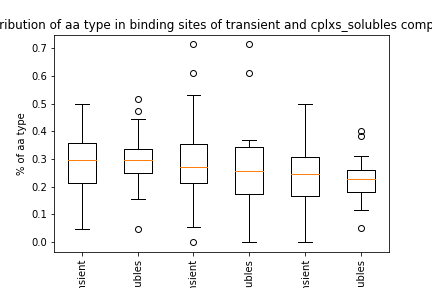 ribution of aa type in binding sites of transient and cplxs_solubles comp
0.7
0.6
0.5
0.4
0.3
0.2
0.1
0.0
% of aa type
nsient
ubles
nsient
ubles
nsient
ubles